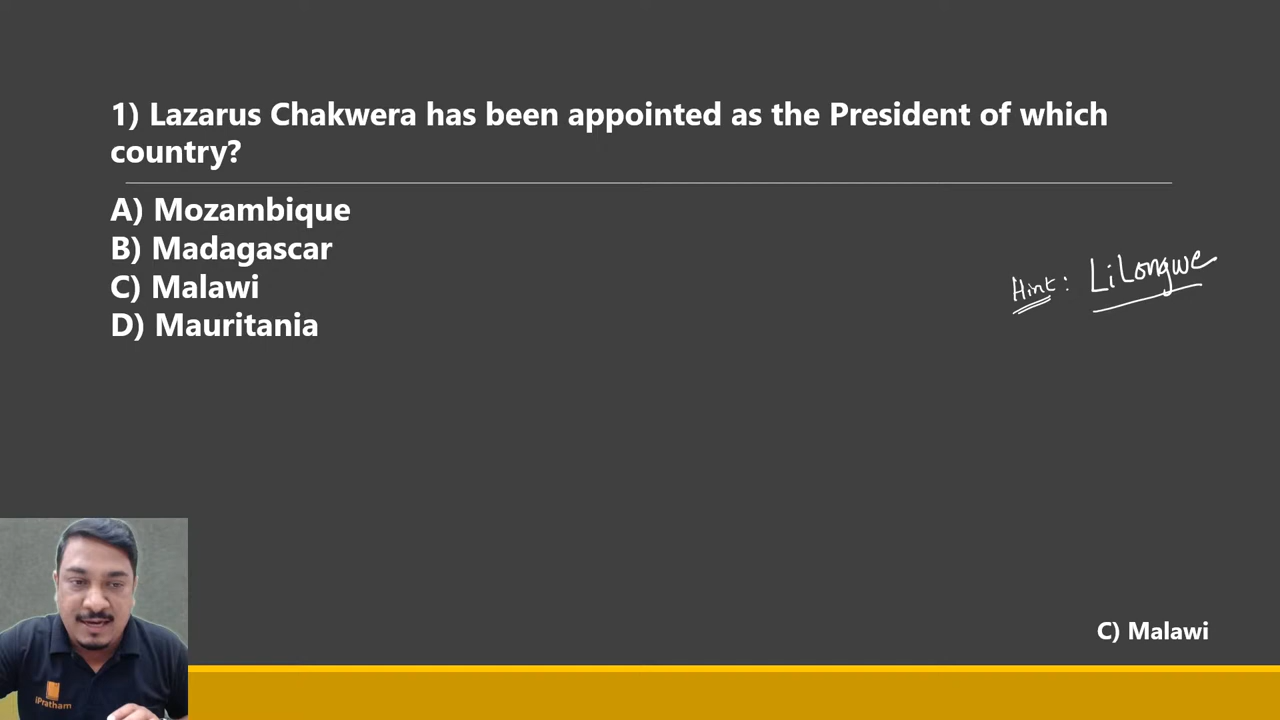 1) Lazarus Chakwera has been appointed as the President of which
country?
A) Mozambique
B) Madagascar
C) Malawi
D) Mauritania
Hint: LiLongwe
C) Malawi
iPratham